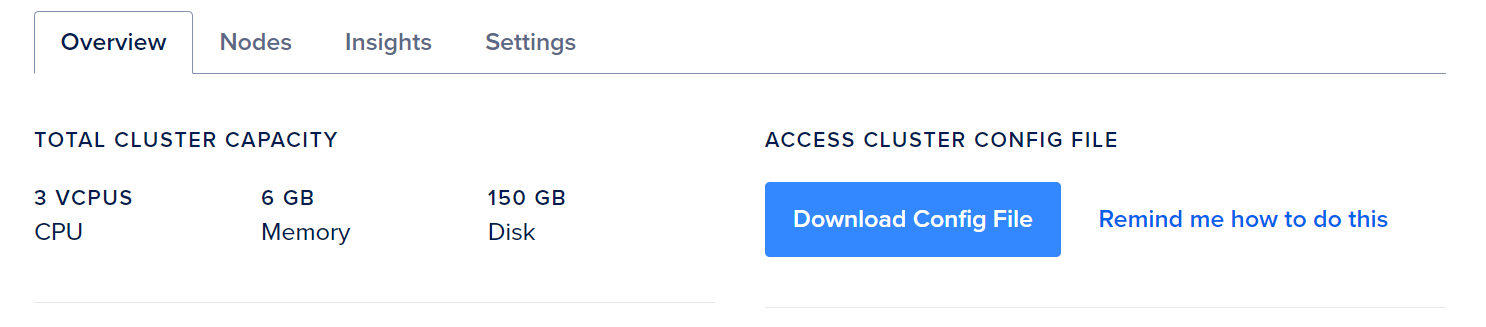 Overview Nodes Insights Settings
TOTAL CLUSTER CAPACITY
3 VCPUS 6 GB 150 GB
CPU Memory Disk
ACCESS CLUSTER CONFIG FILE
Download Config File Remind me how to do this